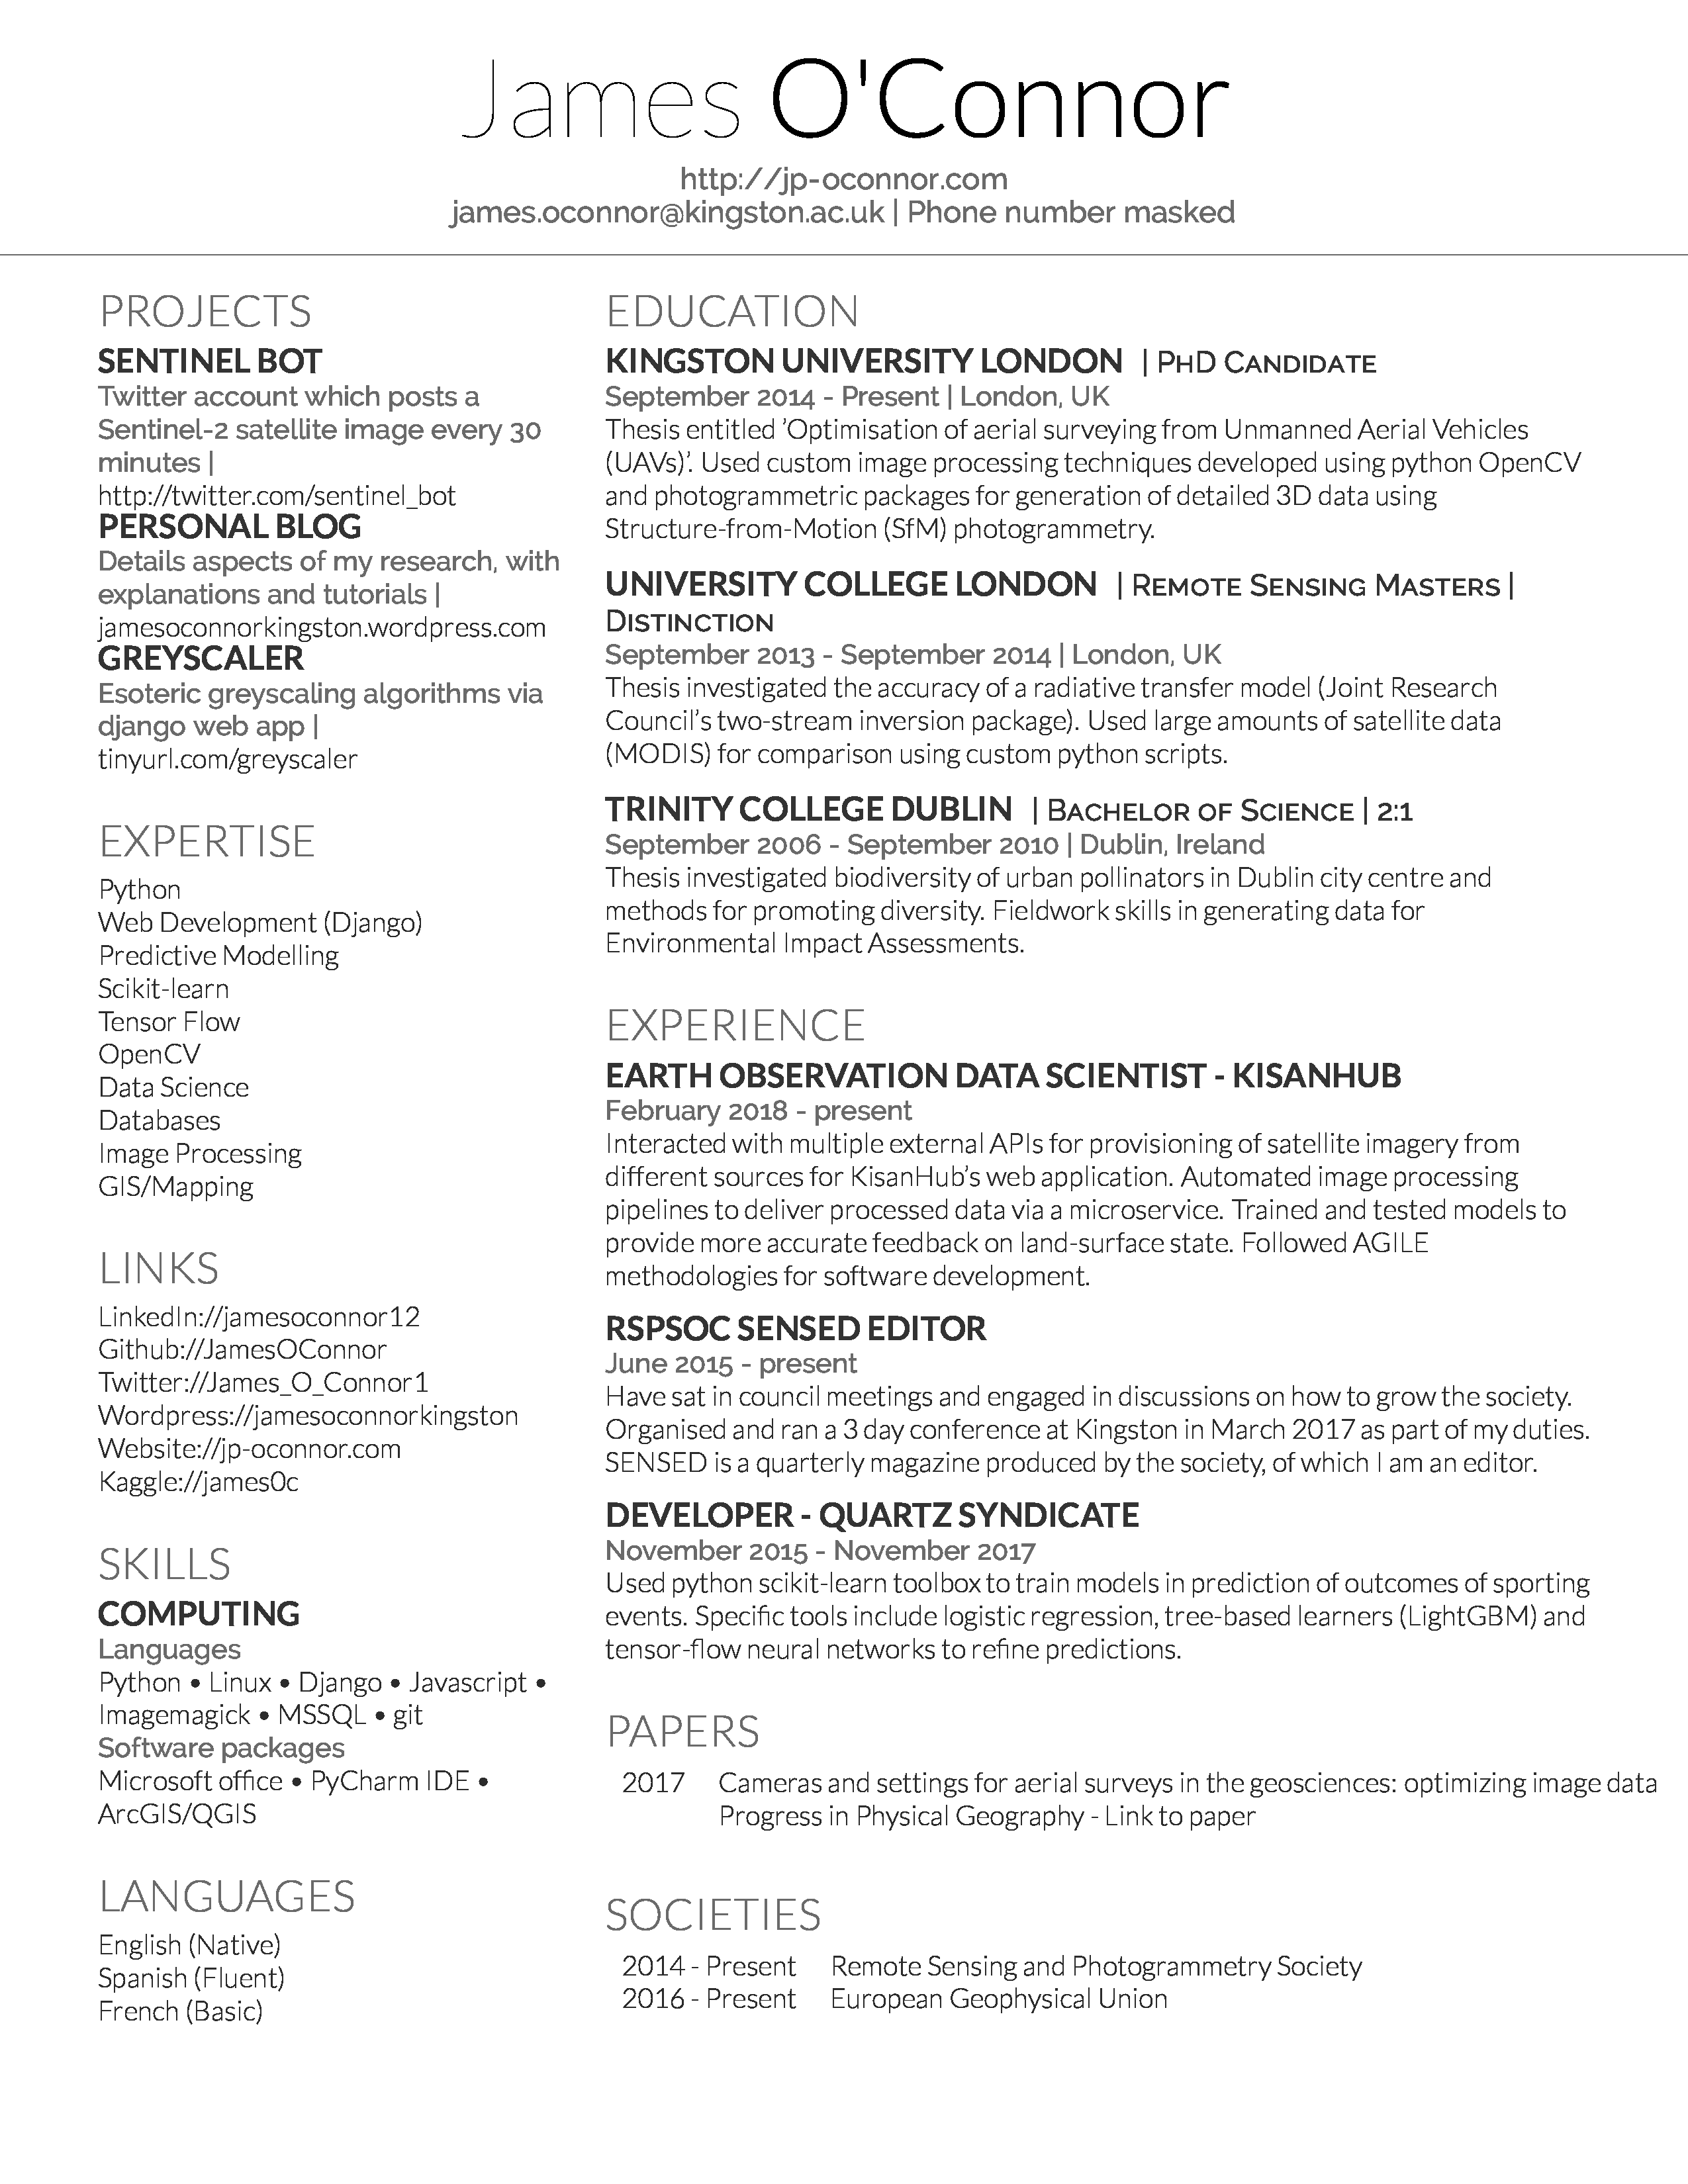 James O'Connor
http://jp-oconnor.com
james.oconnor@kingston.ac.uk | Phone number masked
PROJECTS
SENTINEL BOT
Twitter account which posts a
Sentinel-2 satellite image every 30
minutes |
http://twitter.com/sentinel_bot
PERSONAL BLOG
Details aspects of my research, with
explanations and tutorials |
jamesoconnorkingston.wordpress.com
GREYSCALER
Esoteric greyscaling algorithms via
django web app |
tinyurl.com/greyscaler
EXPERTISE
Python
Web Development (Django)
Predictive Modelling
Scikit-learn
Tensor Flow
OpenCV
Data Science
Databases
Image Processing
GIS/Mapping
LINKS
LinkedIn://jamesoconnor12
Github://JamesOConnor
Twitter://James_O_Connor1
Wordpress://jamesoconnorkingston
Website://jp-oconnor.com
Kaggle://james0c
SKILLS
COMPUTING
Languages
Python • Linux • Django • Javascript •
Imagemagick • MSSQL • git
Software packages
Microsoft office • PyCharm IDE •
ArcGIS/QGIS
LANGUAGES
English (Native)
Spanish (Fluent)
French (Basic)
EDUCATION
KINGSTON UNIVERSITY LONDON | PhD Candidate
September 2014 - Present | London, UK
Thesis entitled 'Optimisation of aerial surveying from Unmanned Aerial Vehicles
(UAVs)'. Used custom image processing techniques developed using python OpenCV
and photogrammetric packages for generation of detailed 3D data using
Structure-from-Motion (SfM) photogrammetry.
UNIVERSITY COLLEGE LONDON | Remote Sensing Masters |
Distinction
September 2013 - September 2014 | London, UK
Thesis investigated the accuracy of a radiative transfer model (Joint Research
Council's two-stream inversion package). Used large amounts of satellite data
(MODIS) for comparison using custom python scripts.
TRINITY COLLEGE DUBLIN | Bachelor of Science | 2:1
September 2006 - September 2010 | Dublin, Ireland
Thesis investigated biodiversity of urban pollinators in Dublin city centre and
methods for promoting diversity. Fieldwork skills in generating data for
Environmental Impact Assessments.
EXPERIENCE
EARTH OBSERVATION DATA SCIENTIST - KISANHUB
February 2018 - present
Interacted with multiple external APIs for provisioning of satellite imagery from
different sources for KisanHub's web application. Automated image processing
pipelines to deliver processed data via a microservice. Trained and tested models to
provide more accurate feedback on land-surface state. Followed AGILE
methodologies for software development.
RSPSOC SENSED EDITOR
June 2015 - present
Have sat in council meetings and engaged in discussions on how to grow the society.
Organised and ran a 3 day conference at Kingston in March 2017 as part of my duties.
SENSED is a quarterly magazine produced by the society, of which I am an editor.
DEVELOPER - QUARTZ SYNDICATE
November 2015 - November 2017
Used python scikit-learn toolbox to train models in prediction of outcomes of sporting
events. Specific tools include logistic regression, tree-based learners (LightGBM) and
tensor-flow neural networks to refine predictions.
PAPERS
2017 Cameras and settings for aerial surveys in the geosciences: optimizing image data
Progress in Physical Geography - Link to paper
SOCIETIES
2014 - Present Remote Sensing and Photogrammetry Society
2016 - Present European Geophysical Union